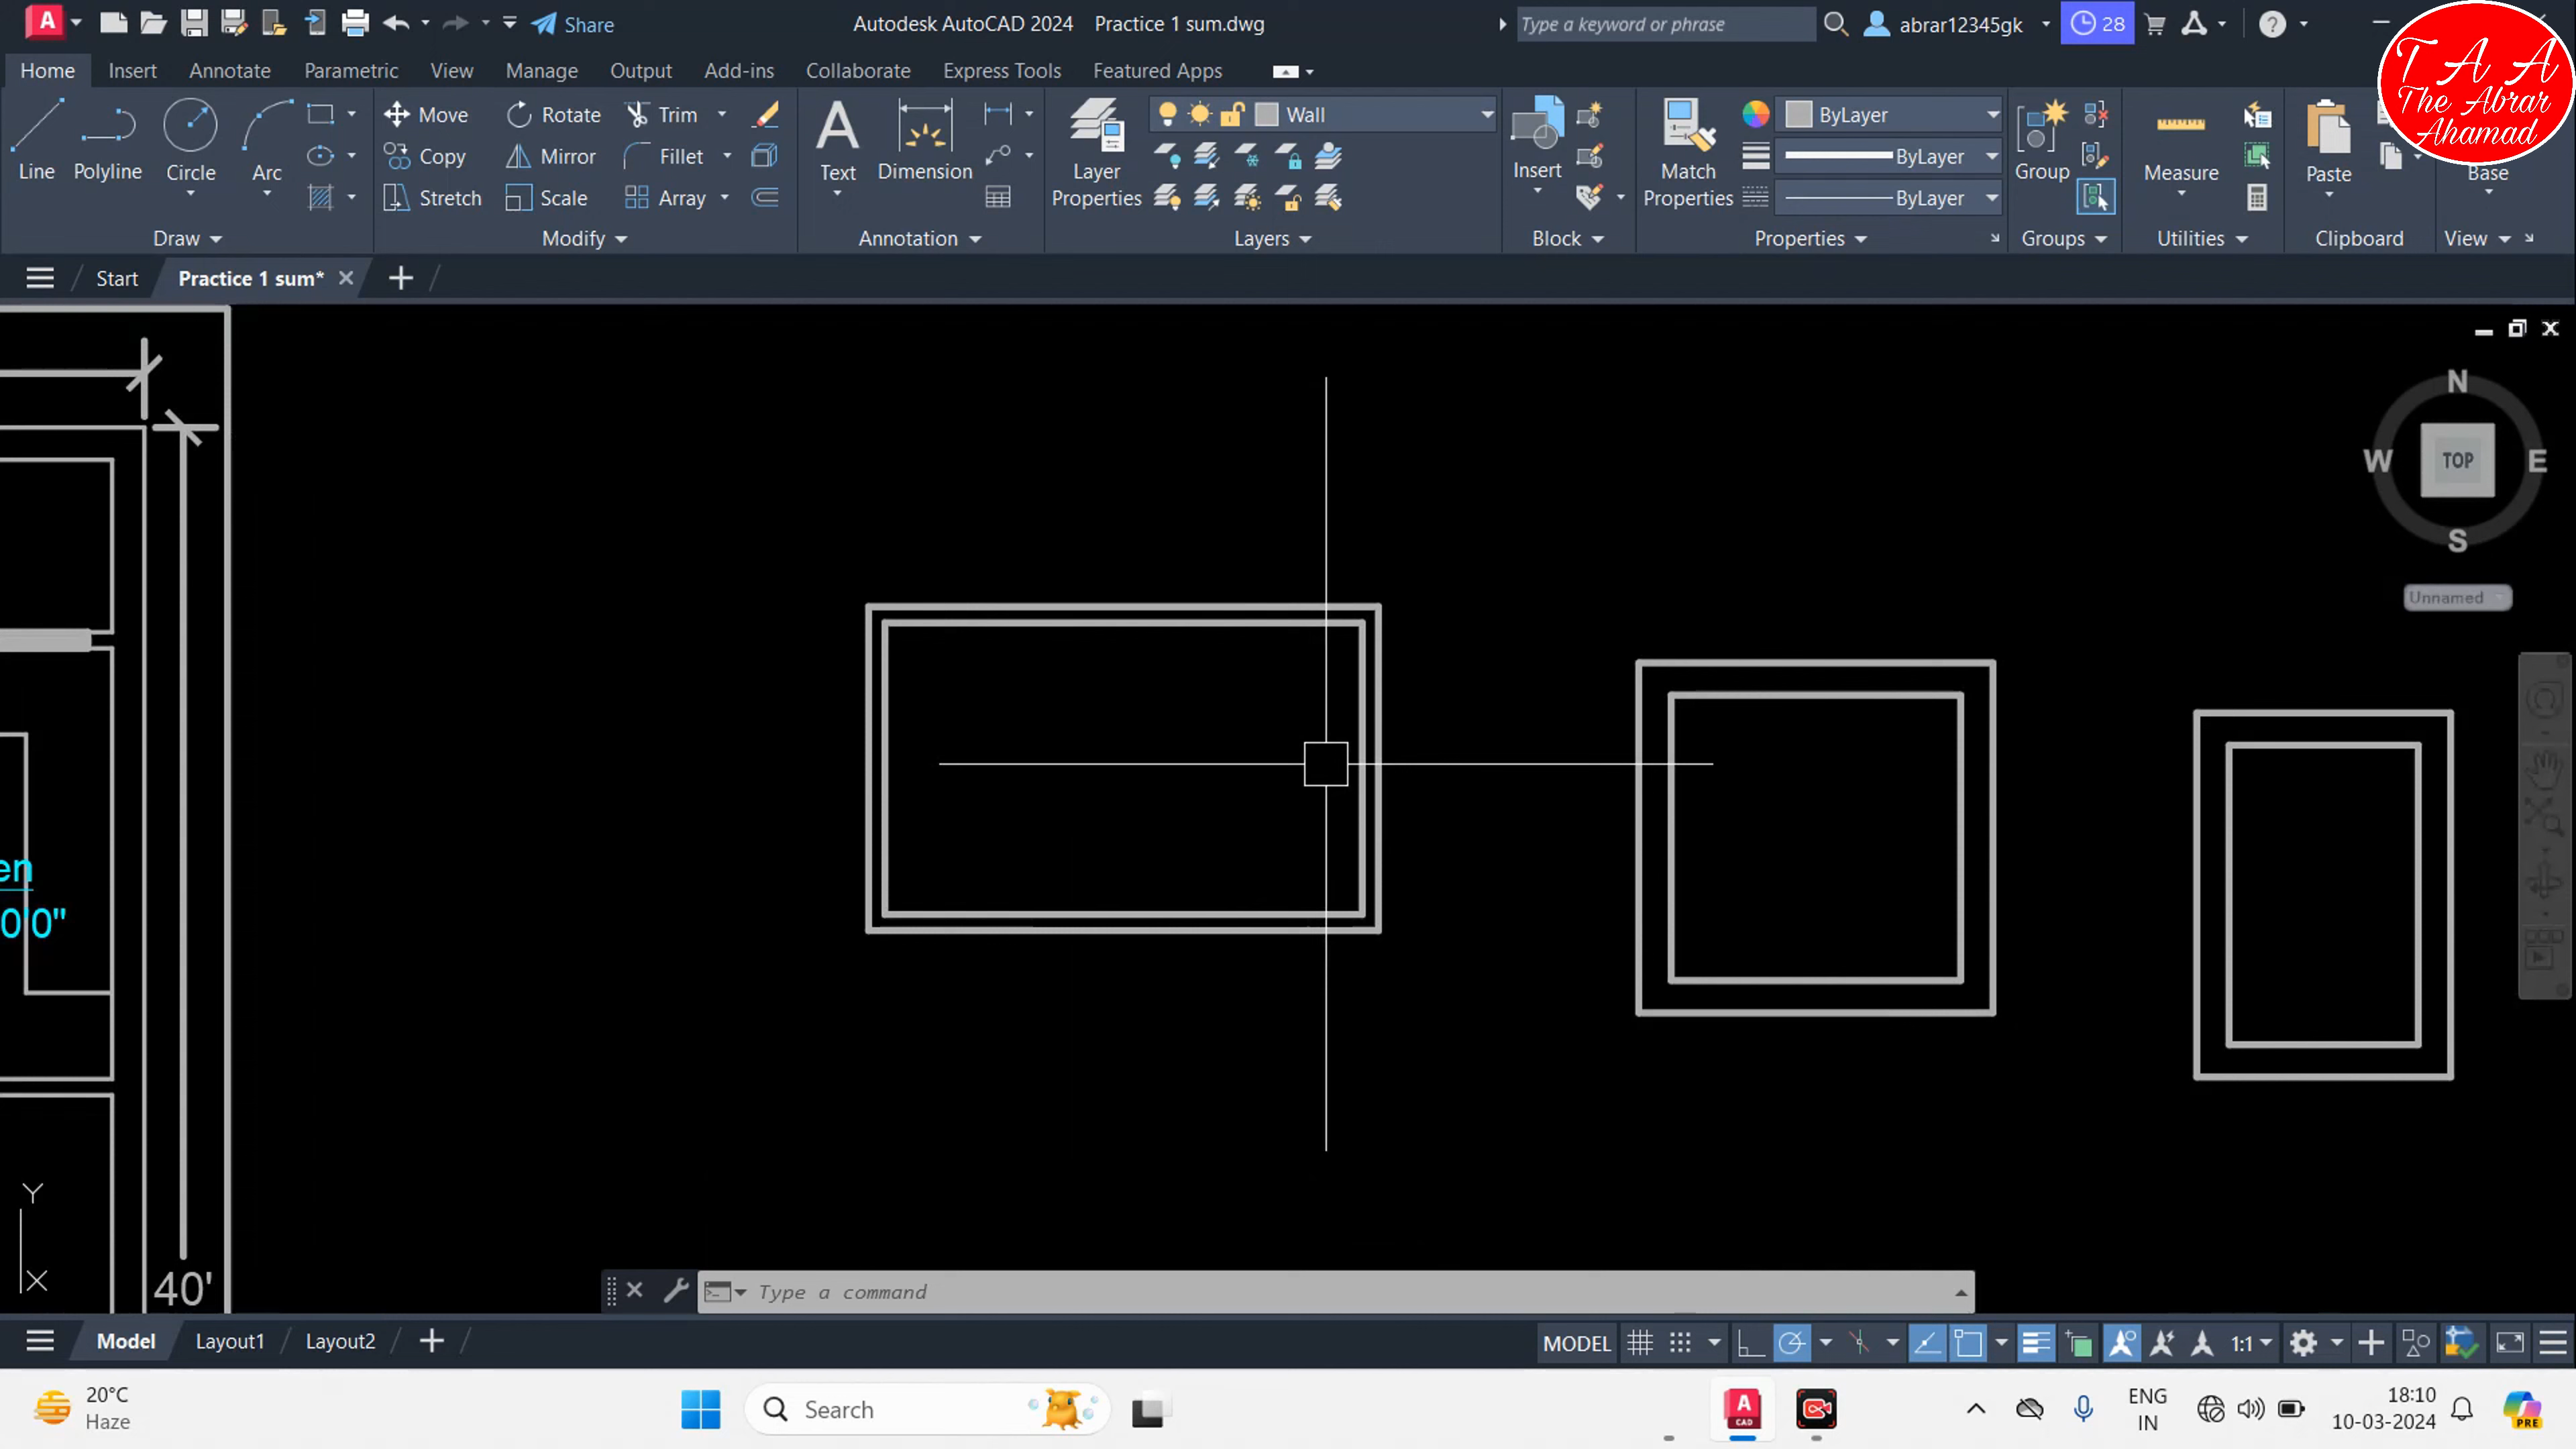 A
Share
Autodesk AutoCAD 2024 Practice 1 sum.dwg
Type a keyword or phrase
abrar12345gk
28
T A A
The Abrar
Ahamad
Home Insert Annotate Parametric View Manage Output Add-ins Collaborate Express Tools Featured Apps
Line Polyline Circle Arc
Move Rotate Trim
Copy Mirror Fillet
Stretch Scale Array
A
Text Dimension
Layer
Properties
Wall
Insert
Match
Properties
ByLayer
ByLayer
ByLayer
Group
Measure
Paste
Base
Draw Modify Annotation Layers Block Properties Groups Utilities Clipboard View
Start Practice 1 sum*
N
W TOP E
S
Unnamed
en
0'0"
Y
X
40'
Type a command
Model Layout1 Layout2
MODEL
1:1
20°C
Haze
Search
A
CAD
ENG
IN
18:10
10-03-2024
PRE